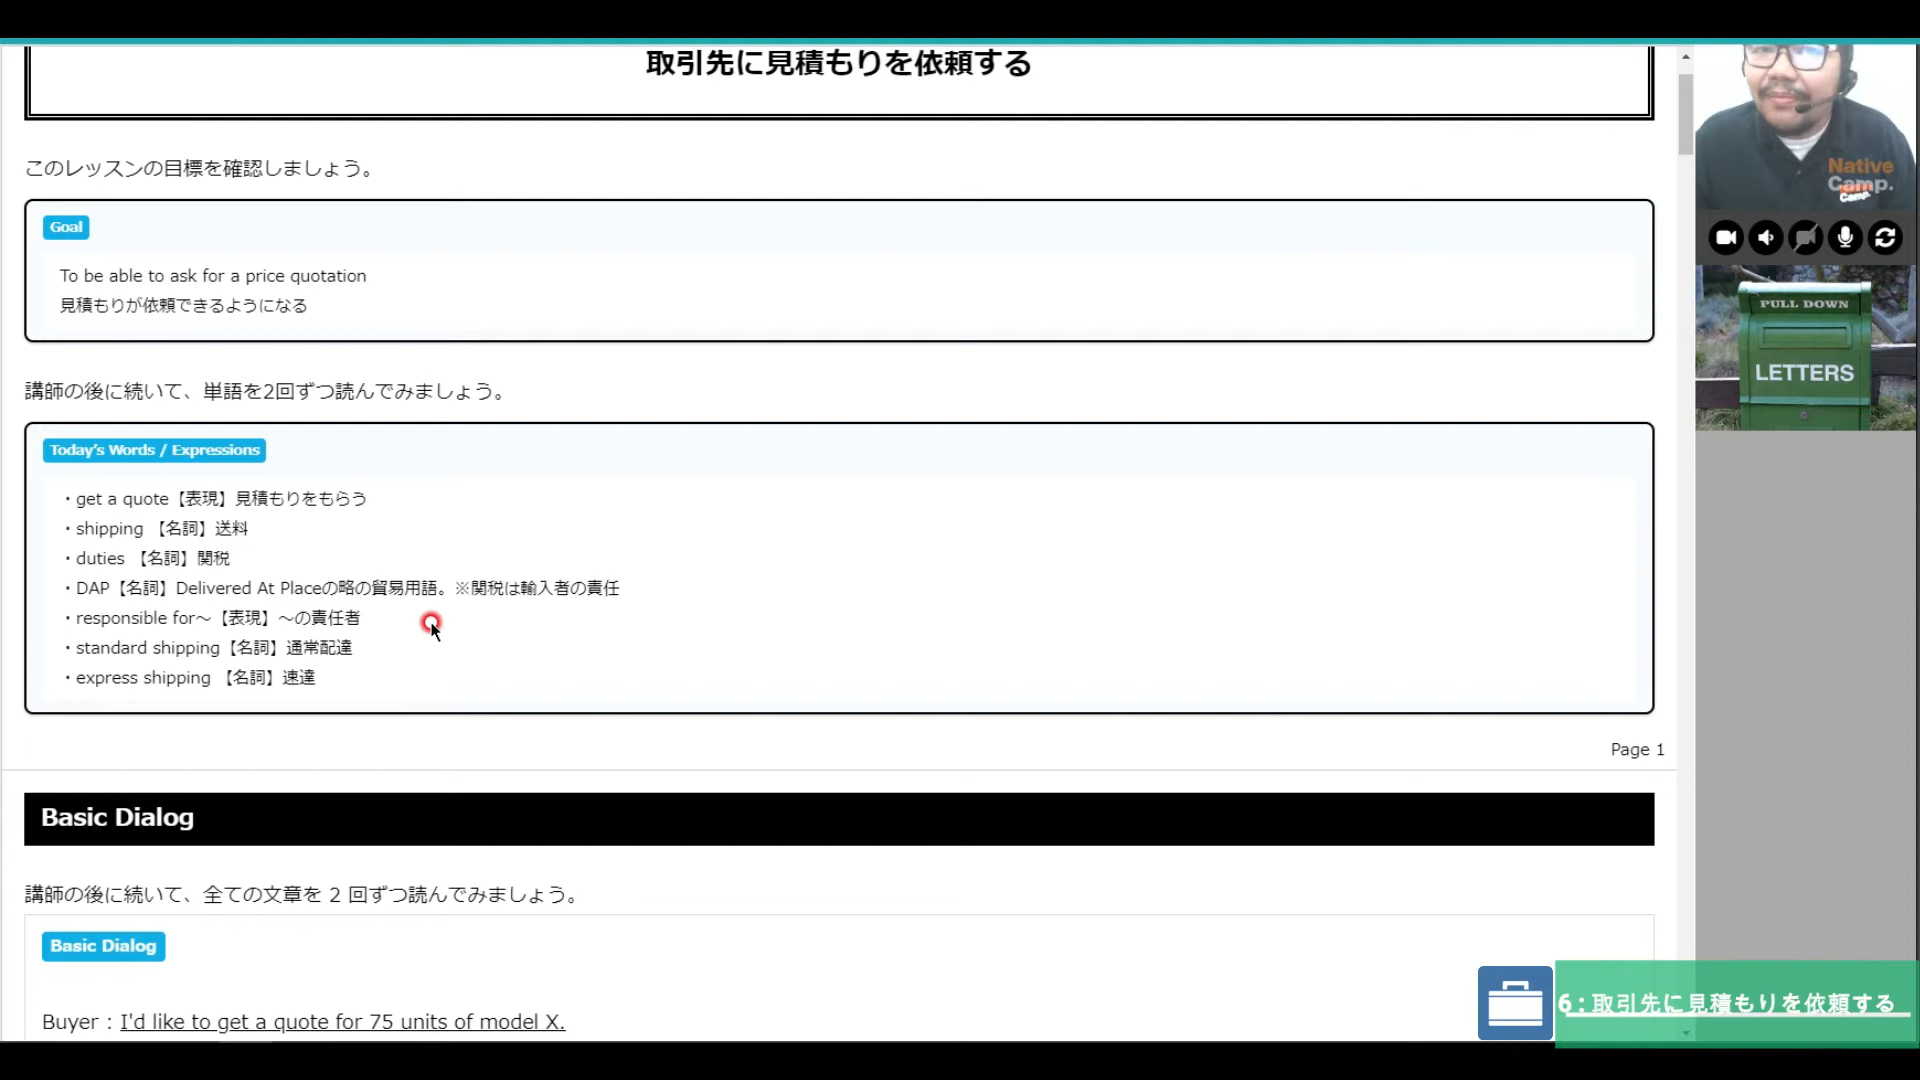 取引先に見積もりを依頼する
このレッスンの目標を確認しましょう。
Goal
To be able to ask for a price quotation
見積もりが依頼できるようになる
講師の後に続いて、単語を2回ずつ読んでみましょう。
Today's Words / Expressions
・get a quote【表現】見積もりをもらう
・shipping 【名詞】送料
・duties 【名詞】関税
・DAP【名詞】Delivered At Placeの略の貿易用語。※関税は輸入者の責任
・responsible for～【表現】～の責任者
・standard shipping【名詞】通常配達
・express shipping 【名詞】速達
Page 1
Basic Dialog
講師の後に続いて、全ての文章を 2 回ずつ読んでみましょう。
Basic Dialog
Buyer : I'd like to get a quote for 75 units of model X.
Native
Camp.
Camp.
PULL DOWN
LETTERS
6:取引先に見積もりを依頼する